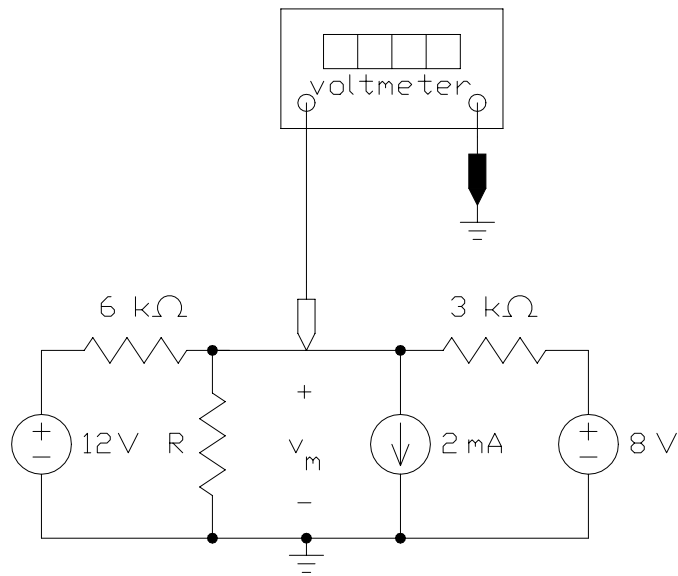 voltmeter
6 kΩ
3 kΩ
+
+
+
12V
R
v
m
2 mA
8 V
−
−
−